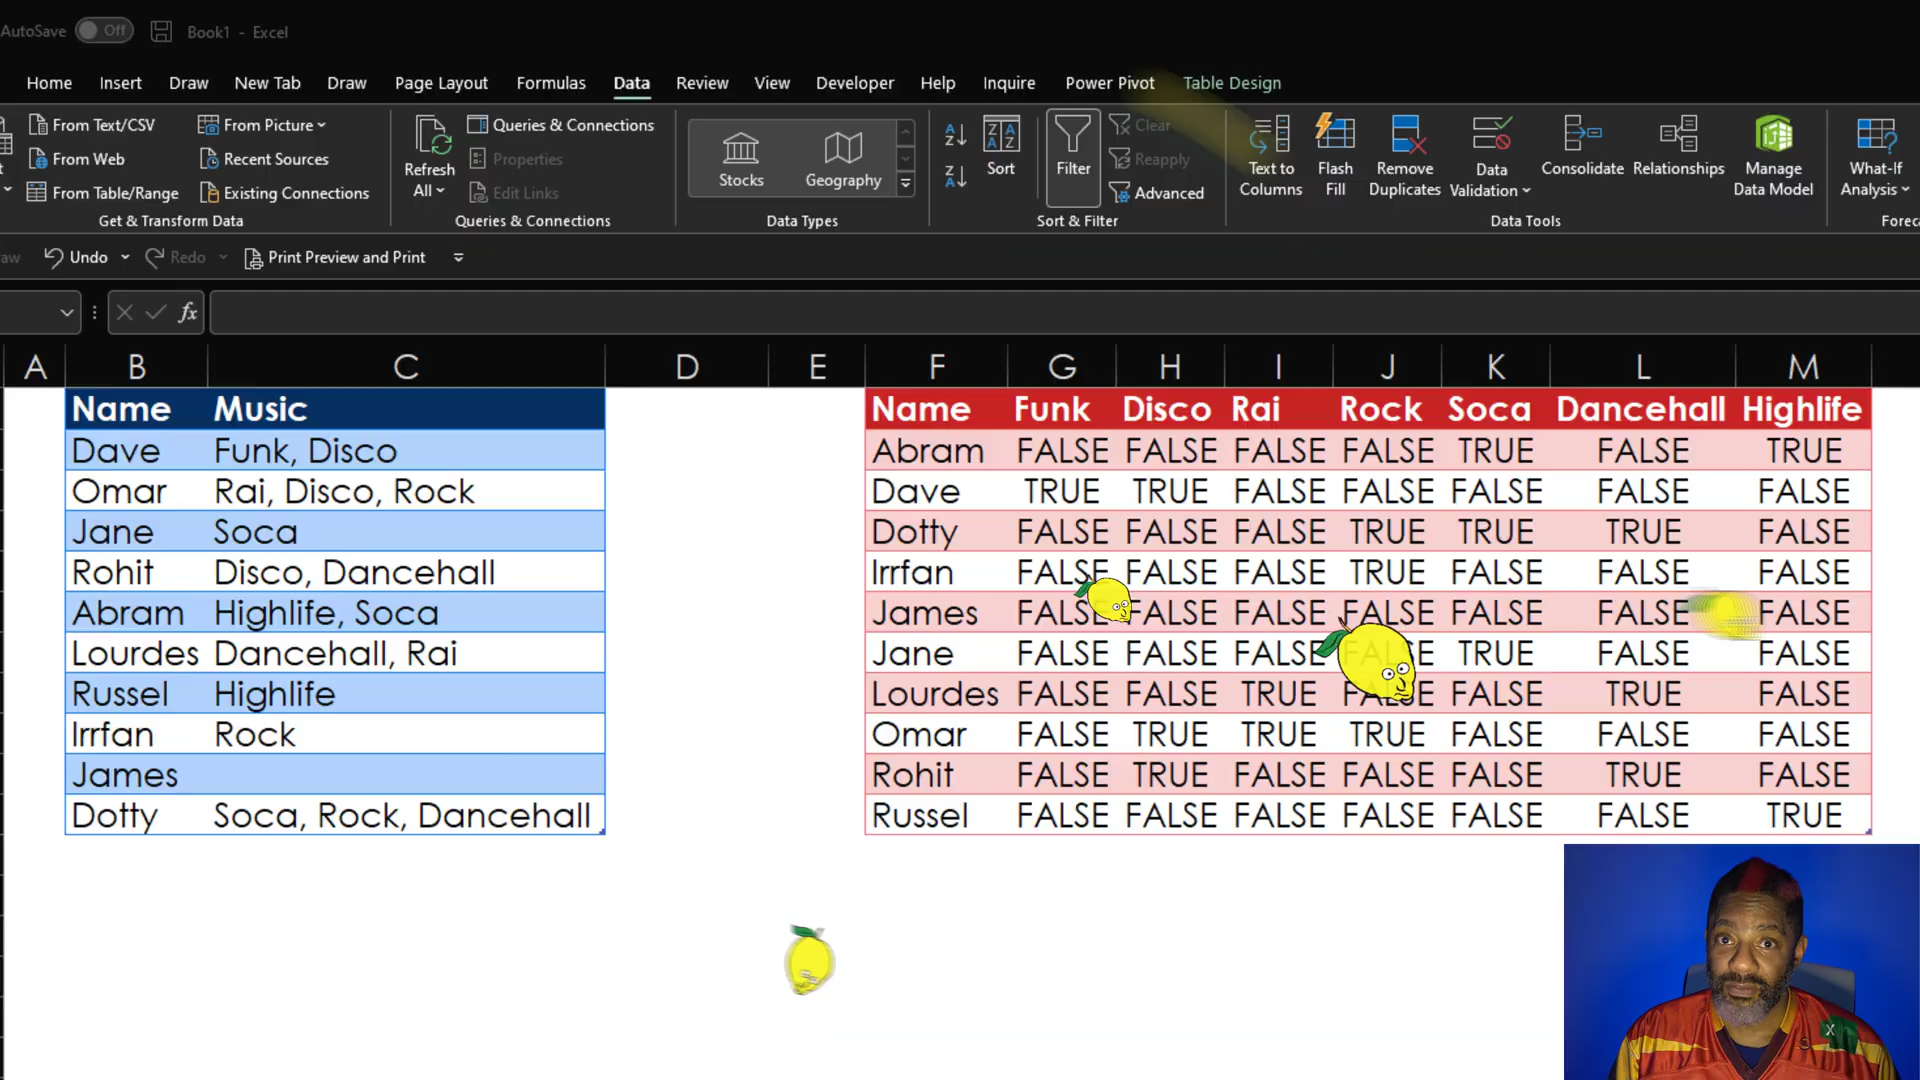 AutoSave Off Book1 - Excel
Home Insert Draw New Tab Draw Page Layout Formulas Data Review View Developer Help Inquire Power Pivot Table Design
From Text/CSV From Picture
From Web Recent Sources
From Table/Range Existing Connections
Get & Transform Data
Refresh All
Queries & Connections
Properties
Edit Links
Queries & Connections
Stocks Geography
Data Types
Sort
Filter
Clear
Reapply
Advanced
Sort & Filter
Text to Columns
Flash Fill
Remove Duplicates
Data Validation
Consolidate
Relationships
Manage Data Model
Data Tools
What-If Analysis
Undo Redo Print Preview and Print
fx
A B C D E F G H I J K L M
Name Music
Dave Funk, Disco
Omar Rai, Disco, Rock
Jane Soca
Rohit Disco, Dancehall
Abram Highlife, Soca
Lourdes Dancehall, Rai
Russel Highlife
Irrfan Rock
James
Dotty Soca, Rock, Dancehall
Name Funk Disco Rai Rock Soca Dancehall Highlife
Abram FALSE FALSE FALSE FALSE TRUE FALSE TRUE
Dave TRUE TRUE FALSE FALSE FALSE FALSE FALSE
Dotty FALSE FALSE FALSE TRUE TRUE TRUE FALSE
Irrfan FALSE FALSE FALSE TRUE FALSE FALSE FALSE
James FALSE FALSE FALSE FALSE FALSE FALSE FALSE
Jane FALSE FALSE FALSE FALSE TRUE FALSE FALSE
Lourdes FALSE FALSE TRUE FALSE FALSE TRUE FALSE
Omar FALSE TRUE TRUE TRUE FALSE FALSE FALSE
Rohit FALSE TRUE FALSE FALSE FALSE TRUE FALSE
Russel FALSE FALSE FALSE FALSE FALSE FALSE TRUE